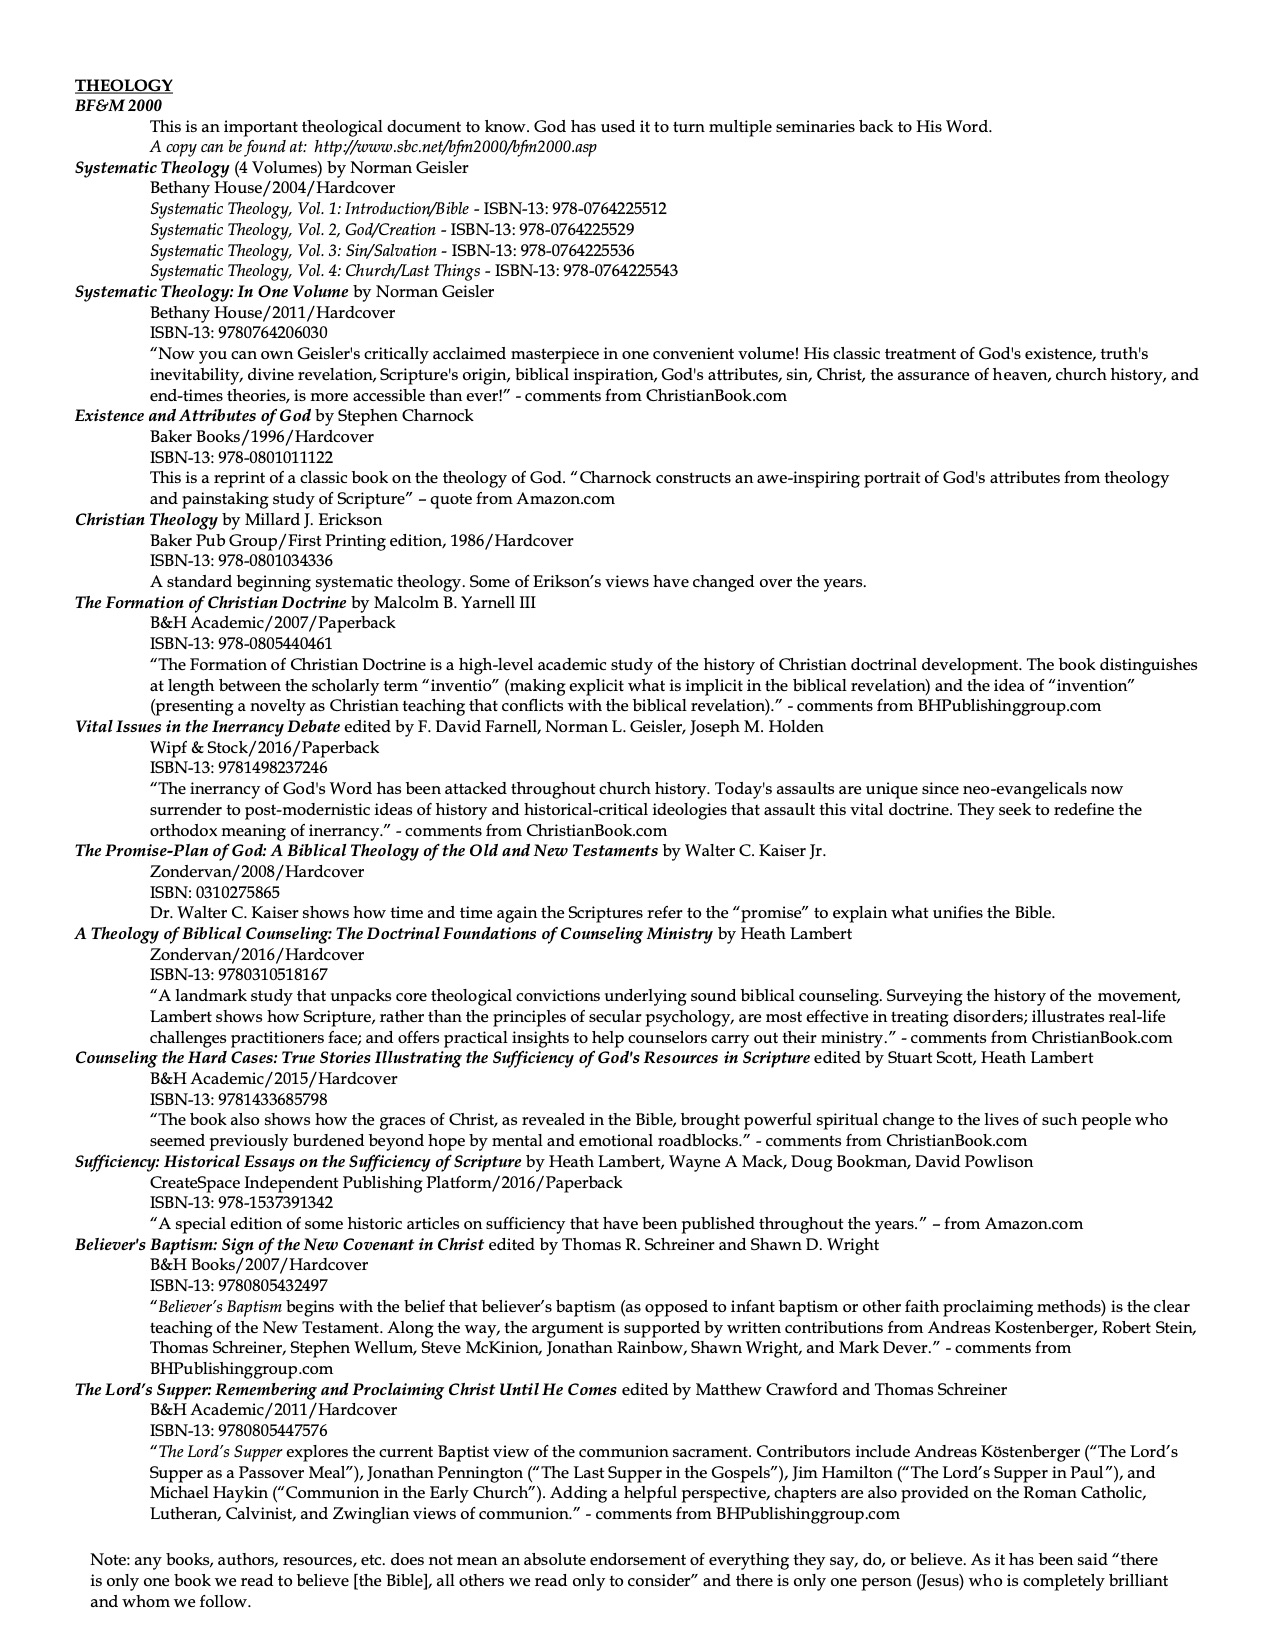 THEOLOGY
BF&M 2000
This is an important theological document to know. God has used it to turn multiple seminaries back to His Word.
A copy can be found at: http://www.sbc.net/bfm2000/bfm2000.asp
Systematic Theology (4 Volumes) by Norman Geisler
Bethany House/2004/Hardcover
Systematic Theology, Vol. 1: Introduction/Bible - ISBN-13: 978-0764225512
Systematic Theology, Vol. 2, God/Creation - ISBN-13: 978-0764225529
Systematic Theology, Vol. 3: Sin/Salvation - ISBN-13: 978-0764225536
Systematic Theology, Vol. 4: Church/Last Things - ISBN-13: 978-0764225543
Systematic Theology: In One Volume by Norman Geisler
Bethany House/2011/Hardcover
ISBN-13: 9780764206030
“Now you can own Geisler's critically acclaimed masterpiece in one convenient volume! His classic treatment of God's existence, truth's
inevitability, divine revelation, Scripture's origin, biblical inspiration, God's attributes, sin, Christ, the assurance of heaven, church history, and
end-times theories, is more accessible than ever!” - comments from ChristianBook.com
Existence and Attributes of God by Stephen Charnock
Baker Books/1996/Hardcover
ISBN-13: 978-0801011122
This is a reprint of a classic book on the theology of God. “Charnock constructs an awe-inspiring portrait of God's attributes from theology
and painstaking study of Scripture” – quote from Amazon.com
Christian Theology by Millard J. Erickson
Baker Pub Group/First Printing edition, 1986/Hardcover
ISBN-13: 978-0801034336
A standard beginning systematic theology. Some of Erikson’s views have changed over the years.
The Formation of Christian Doctrine by Malcolm B. Yarnell III
B&H Academic/2007/Paperback
ISBN-13: 978-0805440461
“The Formation of Christian Doctrine is a high-level academic study of the history of Christian doctrinal development. The book distinguishes
at length between the scholarly term “inventio” (making explicit what is implicit in the biblical revelation) and the idea of “invention”
(presenting a novelty as Christian teaching that conflicts with the biblical revelation).” - comments from BHPublishinggroup.com
Vital Issues in the Inerrancy Debate edited by F. David Farnell, Norman L. Geisler, Joseph M. Holden
Wipf & Stock/2016/Paperback
ISBN-13: 9781498237246
“The inerrancy of God's Word has been attacked throughout church history. Today's assaults are unique since neo-evangelicals now
surrender to post-modernistic ideas of history and historical-critical ideologies that assault this vital doctrine. They seek to redefine the
orthodox meaning of inerrancy.” - comments from ChristianBook.com
The Promise-Plan of God: A Biblical Theology of the Old and New Testaments by Walter C. Kaiser Jr.
Zondervan/2008/Hardcover
ISBN: 0310275865
Dr. Walter C. Kaiser shows how time and time again the Scriptures refer to the “promise” to explain what unifies the Bible.
A Theology of Biblical Counseling: The Doctrinal Foundations of Counseling Ministry by Heath Lambert
Zondervan/2016/Hardcover
ISBN-13: 9780310518167
“A landmark study that unpacks core theological convictions underlying sound biblical counseling. Surveying the history of the movement,
Lambert shows how Scripture, rather than the principles of secular psychology, are most effective in treating disorders; illustrates real-life
challenges practitioners face; and offers practical insights to help counselors carry out their ministry.” - comments from ChristianBook.com
Counseling the Hard Cases: True Stories Illustrating the Sufficiency of God's Resources in Scripture edited by Stuart Scott, Heath Lambert
B&H Academic/2015/Hardcover
ISBN-13: 9781433685798
“The book also shows how the graces of Christ, as revealed in the Bible, brought powerful spiritual change to the lives of such people who
seemed previously burdened beyond hope by mental and emotional roadblocks.” - comments from ChristianBook.com
Sufficiency: Historical Essays on the Sufficiency of Scripture by Heath Lambert, Wayne A Mack, Doug Bookman, David Powlison
CreateSpace Independent Publishing Platform/2016/Paperback
ISBN-13: 978-1537391342
“A special edition of some historic articles on sufficiency that have been published throughout the years.” – from Amazon.com
Believer's Baptism: Sign of the New Covenant in Christ edited by Thomas R. Schreiner and Shawn D. Wright
B&H Books/2007/Hardcover
ISBN-13: 9780805432497
“Believer’s Baptism begins with the belief that believer’s baptism (as opposed to infant baptism or other faith proclaiming methods) is the clear
teaching of the New Testament. Along the way, the argument is supported by written contributions from Andreas Kostenberger, Robert Stein,
Thomas Schreiner, Stephen Wellum, Steve McKinion, Jonathan Rainbow, Shawn Wright, and Mark Dever.” - comments from
BHPublishinggroup.com
The Lord’s Supper: Remembering and Proclaiming Christ Until He Comes edited by Matthew Crawford and Thomas Schreiner
B&H Academic/2011/Hardcover
ISBN-13: 9780805447576
“The Lord’s Supper explores the current Baptist view of the communion sacrament. Contributors include Andreas Köstenberger (“The Lord’s
Supper as a Passover Meal”), Jonathan Pennington (“The Last Supper in the Gospels”), Jim Hamilton (“The Lord’s Supper in Paul”), and
Michael Haykin (“Communion in the Early Church”). Adding a helpful perspective, chapters are also provided on the Roman Catholic,
Lutheran, Calvinist, and Zwinglian views of communion.” - comments from BHPublishinggroup.com
Note: any books, authors, resources, etc. does not mean an absolute endorsement of everything they say, do, or believe. As it has been said “there
is only one book we read to believe [the Bible], all others we read only to consider” and there is only one person (Jesus) who is completely brilliant
and whom we follow.